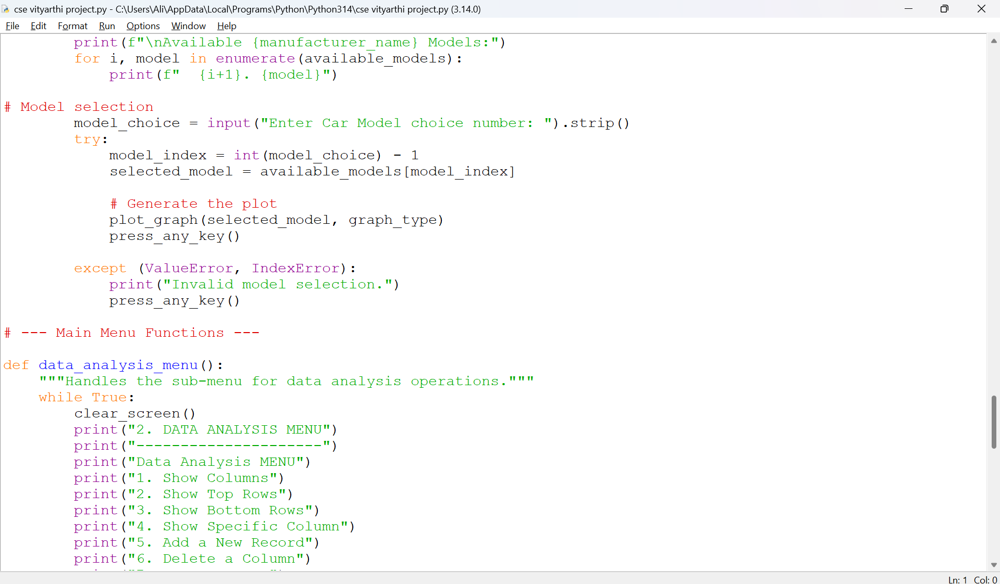 cse vityarthi project.py - C:\Users\Ali\AppData\Local\Programs\Python\Python314\cse vityarthi project.py (3.14.0)
File Edit Format Run Options Window Help
        print(f"\nAvailable {manufacturer_name} Models:")
        for i, model in enumerate(available_models):
            print(f"  {i+1}. {model}")
# Model selection
        model_choice = input("Enter Car Model choice number: ").strip()
        try:
            model_index = int(model_choice) - 1
            selected_model = available_models[model_index]
            # Generate the plot
            plot_graph(selected_model, graph_type)
            press_any_key()
        except (ValueError, IndexError):
            print("Invalid model selection.")
            press_any_key()
# --- Main Menu Functions ---
def data_analysis_menu():
    """Handles the sub-menu for data analysis operations."""
    while True:
        clear_screen()
        print("2. DATA ANALYSIS MENU")
        print("---------------------")
        print("Data Analysis MENU")
        print("1. Show Columns")
        print("2. Show Top Rows")
        print("3. Show Bottom Rows")
        print("4. Show Specific Column")
        print("5. Add a New Record")
        print("6. Delete a Column")
Ln: 1 Col: 0